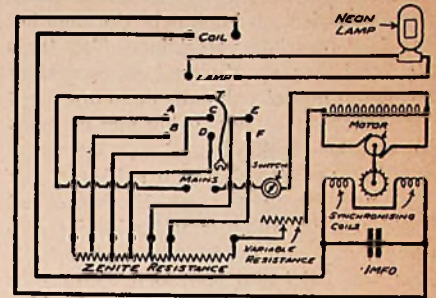 NEON
LAMP
COIL
LAMP
T
A
C
E
B
D
F
MOTOR
SWITCH
MAINS
SYNCHRONISING
COILS
VARIABLE
RESISTANCE
ZENITE RESISTANCE
·1MFD